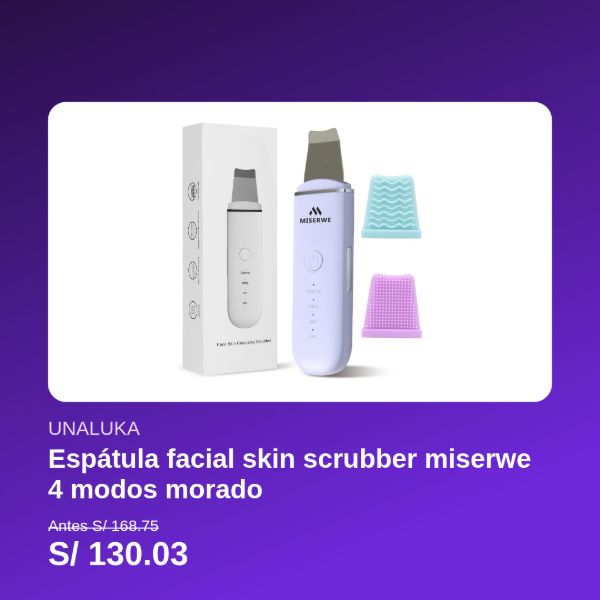 MISERWE
Face Skin Cleansing Scrubber
UNALUKA
Espátula facial skin scrubber miserwe
4 modos morado
Antes S/ 168.75
S/ 130.03